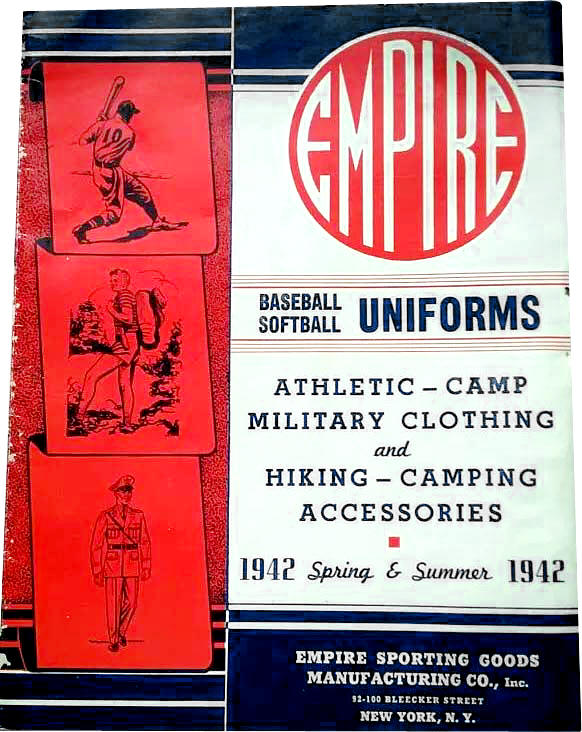 EMPIRE
10
BASEBALL
SOFTBALL
UNIFORMS
ATHLETIC – CAMP
MILITARY CLOTHING
and
HIKING – CAMPING
ACCESSORIES
1942 Spring & Summer 1942
EMPIRE SPORTING GOODS
MANUFACTURING CO., Inc.
92-100 BLEECKER STREET
NEW YORK, N. Y.